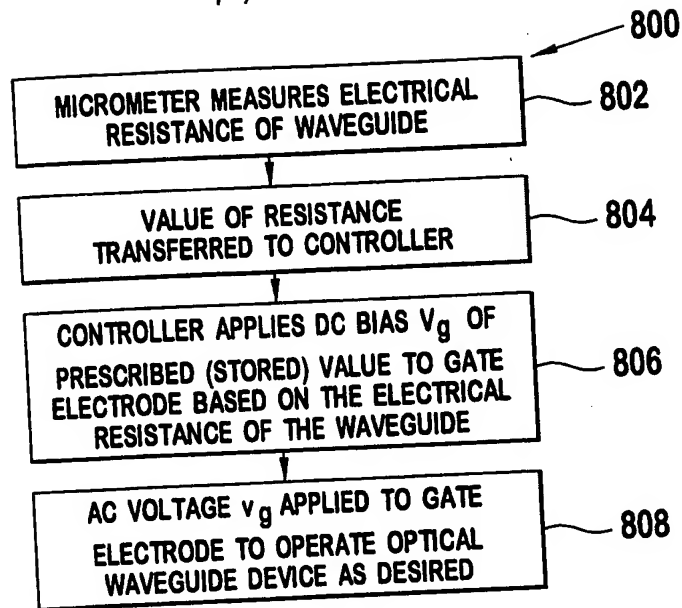 800
MICROMETER MEASURES ELECTRICAL
RESISTANCE OF WAVEGUIDE
802
VALUE OF RESISTANCE
TRANSFERRED TO CONTROLLER
804
CONTROLLER APPLIES DC BIAS Vg OF
PRESCRIBED (STORED) VALUE TO GATE
ELECTRODE BASED ON THE ELECTRICAL
RESISTANCE OF THE WAVEGUIDE
806
AC VOLTAGE vg APPLIED TO GATE
ELECTRODE TO OPERATE OPTICAL
WAVEGUIDE DEVICE AS DESIRED
808